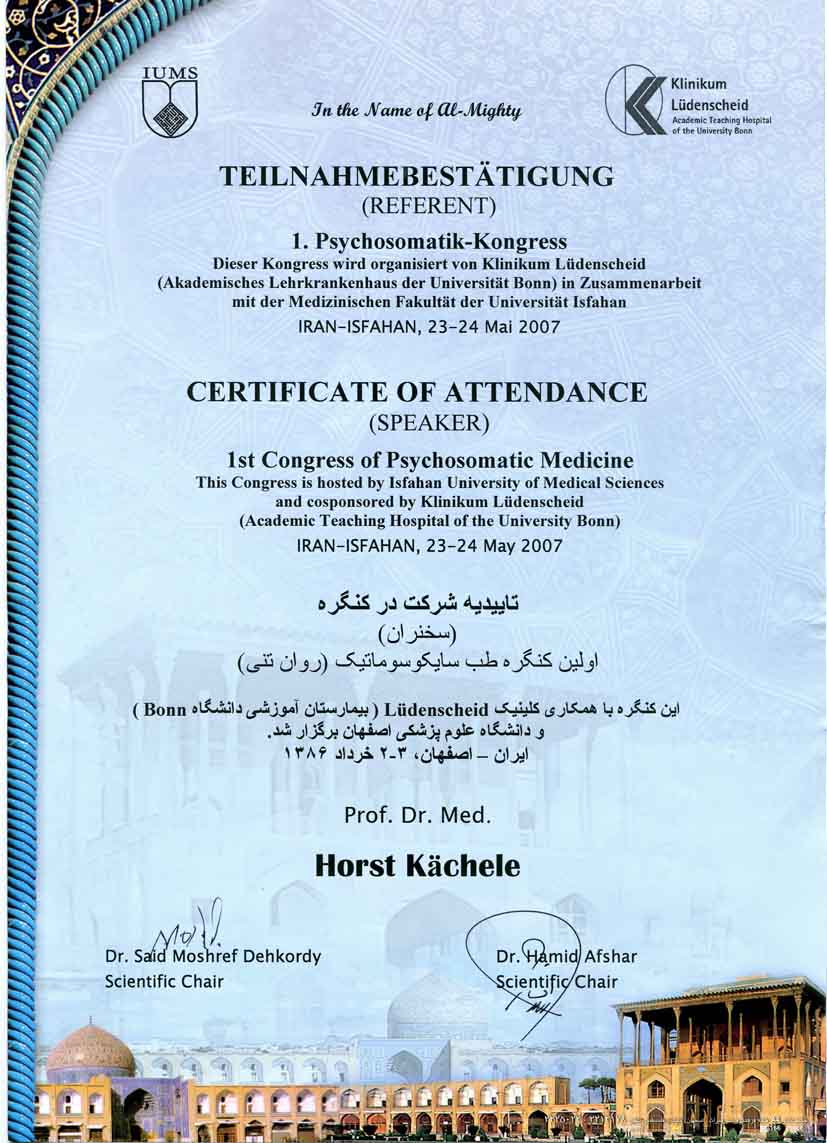 IUMS
In the Name of Al-Mighty
Klinikum
Lüdenscheid
Academic Teaching Hospital
of the University Bonn
TEILNAHMEBESTÄTIGUNG
(REFERENT)
1. Psychosomatik-Kongress
Dieser Kongress wird organisiert von Klinikum Lüdenscheid
(Akademisches Lehrkrankenhaus der Universität Bonn) in Zusammenarbeit
mit der Medizinischen Fakultät der Universität Isfahan
IRAN-ISFAHAN, 23-24 Mai 2007
CERTIFICATE OF ATTENDANCE
(SPEAKER)
1st Congress of Psychosomatic Medicine
This Congress is hosted by Isfahan University of Medical Sciences
and cosponsored by Klinikum Lüdenscheid
(Academic Teaching Hospital of the University Bonn)
IRAN-ISFAHAN, 23-24 May 2007
تاییدیه شرکت در کنگره
(سخنران)
اولین کنگره طب سایکوسوماتیک (روان تنی)
این کنگره با همکاری کلینیک Lüdenscheid ( بیمارستان آموزشی دانشگاه Bonn )
و دانشگاه علوم پزشکی اصفهان برگزار شد.
ایران – اصفهان، ۳-۲ خرداد ۱۳۸۶
Prof. Dr. Med.
Horst Kächele
Dr. Said Moshref Dehkordy
Scientific Chair
Dr. Hamid Afshar
Scientific Chair